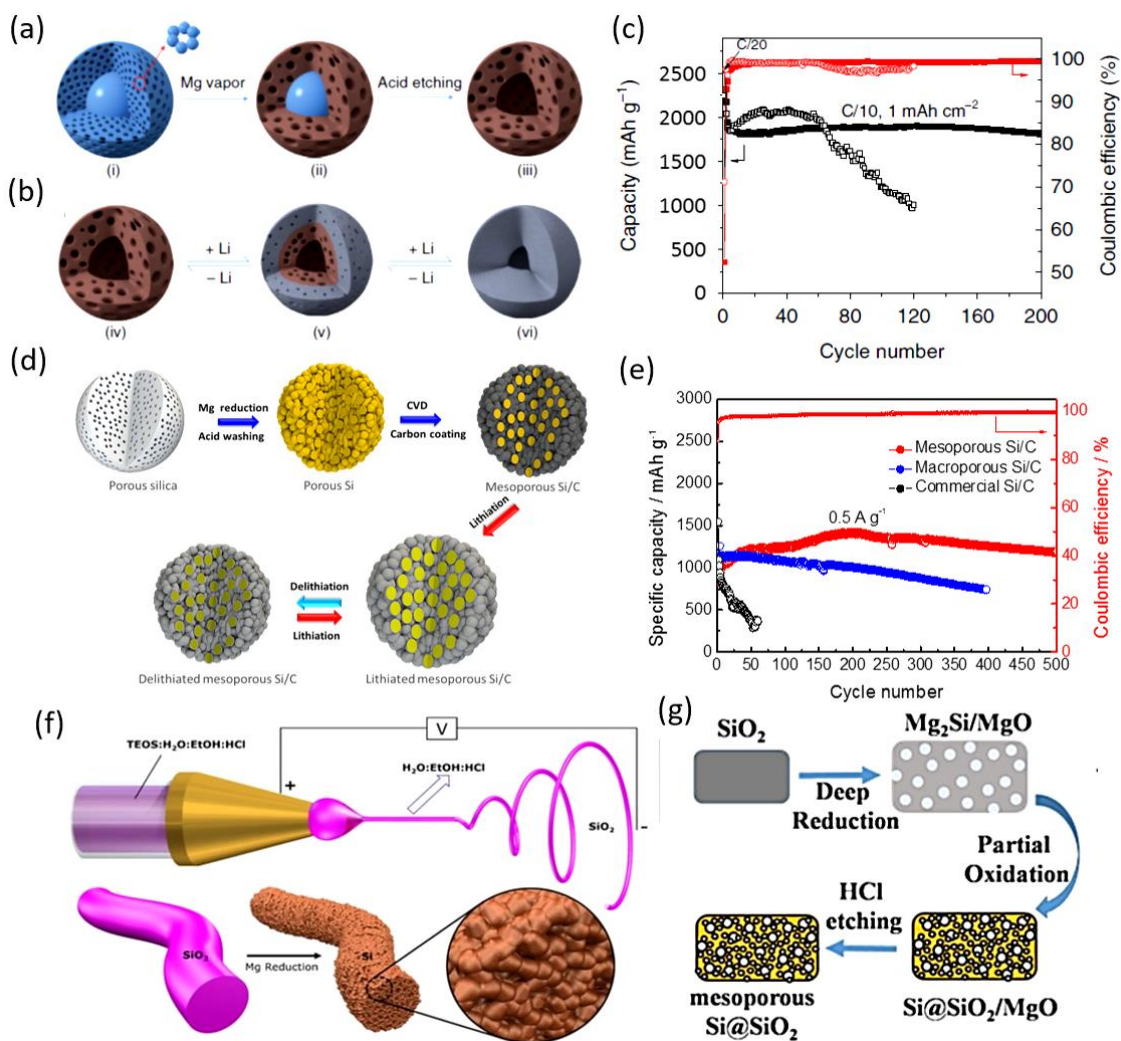 (a)
Mg vapor
Acid etching
(i)
(ii)
(iii)
(b)
+ Li
− Li
+ Li
− Li
(iv)
(v)
(vi)
(c)
C/20
C/10, 1 mAh cm−2
Capacity (mAh g−1)
2500
2000
1500
1000
500
0
0
40
80
120
160
200
Cycle number
100
90
80
70
60
50
Coulombic efficiency (%)
(d)
Mg reduction
Acid washing
CVD
Carbon coating
Porous silica
Porous Si
Mesoporous Si/C
Lithiation
Delithiation
Lithiation
Delithiated mesoporous Si/C
Lithiated mesoporous Si/C
(e)
Specific capacity / mAh g-1
3000
2500
2000
1500
1000
500
0
Mesoporous Si/C
Macroporous Si/C
Commercial Si/C
0.5 A g-1
0
50
100
150
200
250
300
350
400
450
500
Cycle number
100
80
60
40
20
0
Coulombic efficiency / %
(f)
TEOS:H2O:EtOH:HCl
V
+
H2O:EtOH:HCl
SiO2
−
SiO2
Mg Reduction
Si
(g)
SiO2
Mg2Si/MgO
Deep
Reduction
Partial
Oxidation
HCl
etching
mesoporous
Si@SiO2
Si@SiO2/MgO